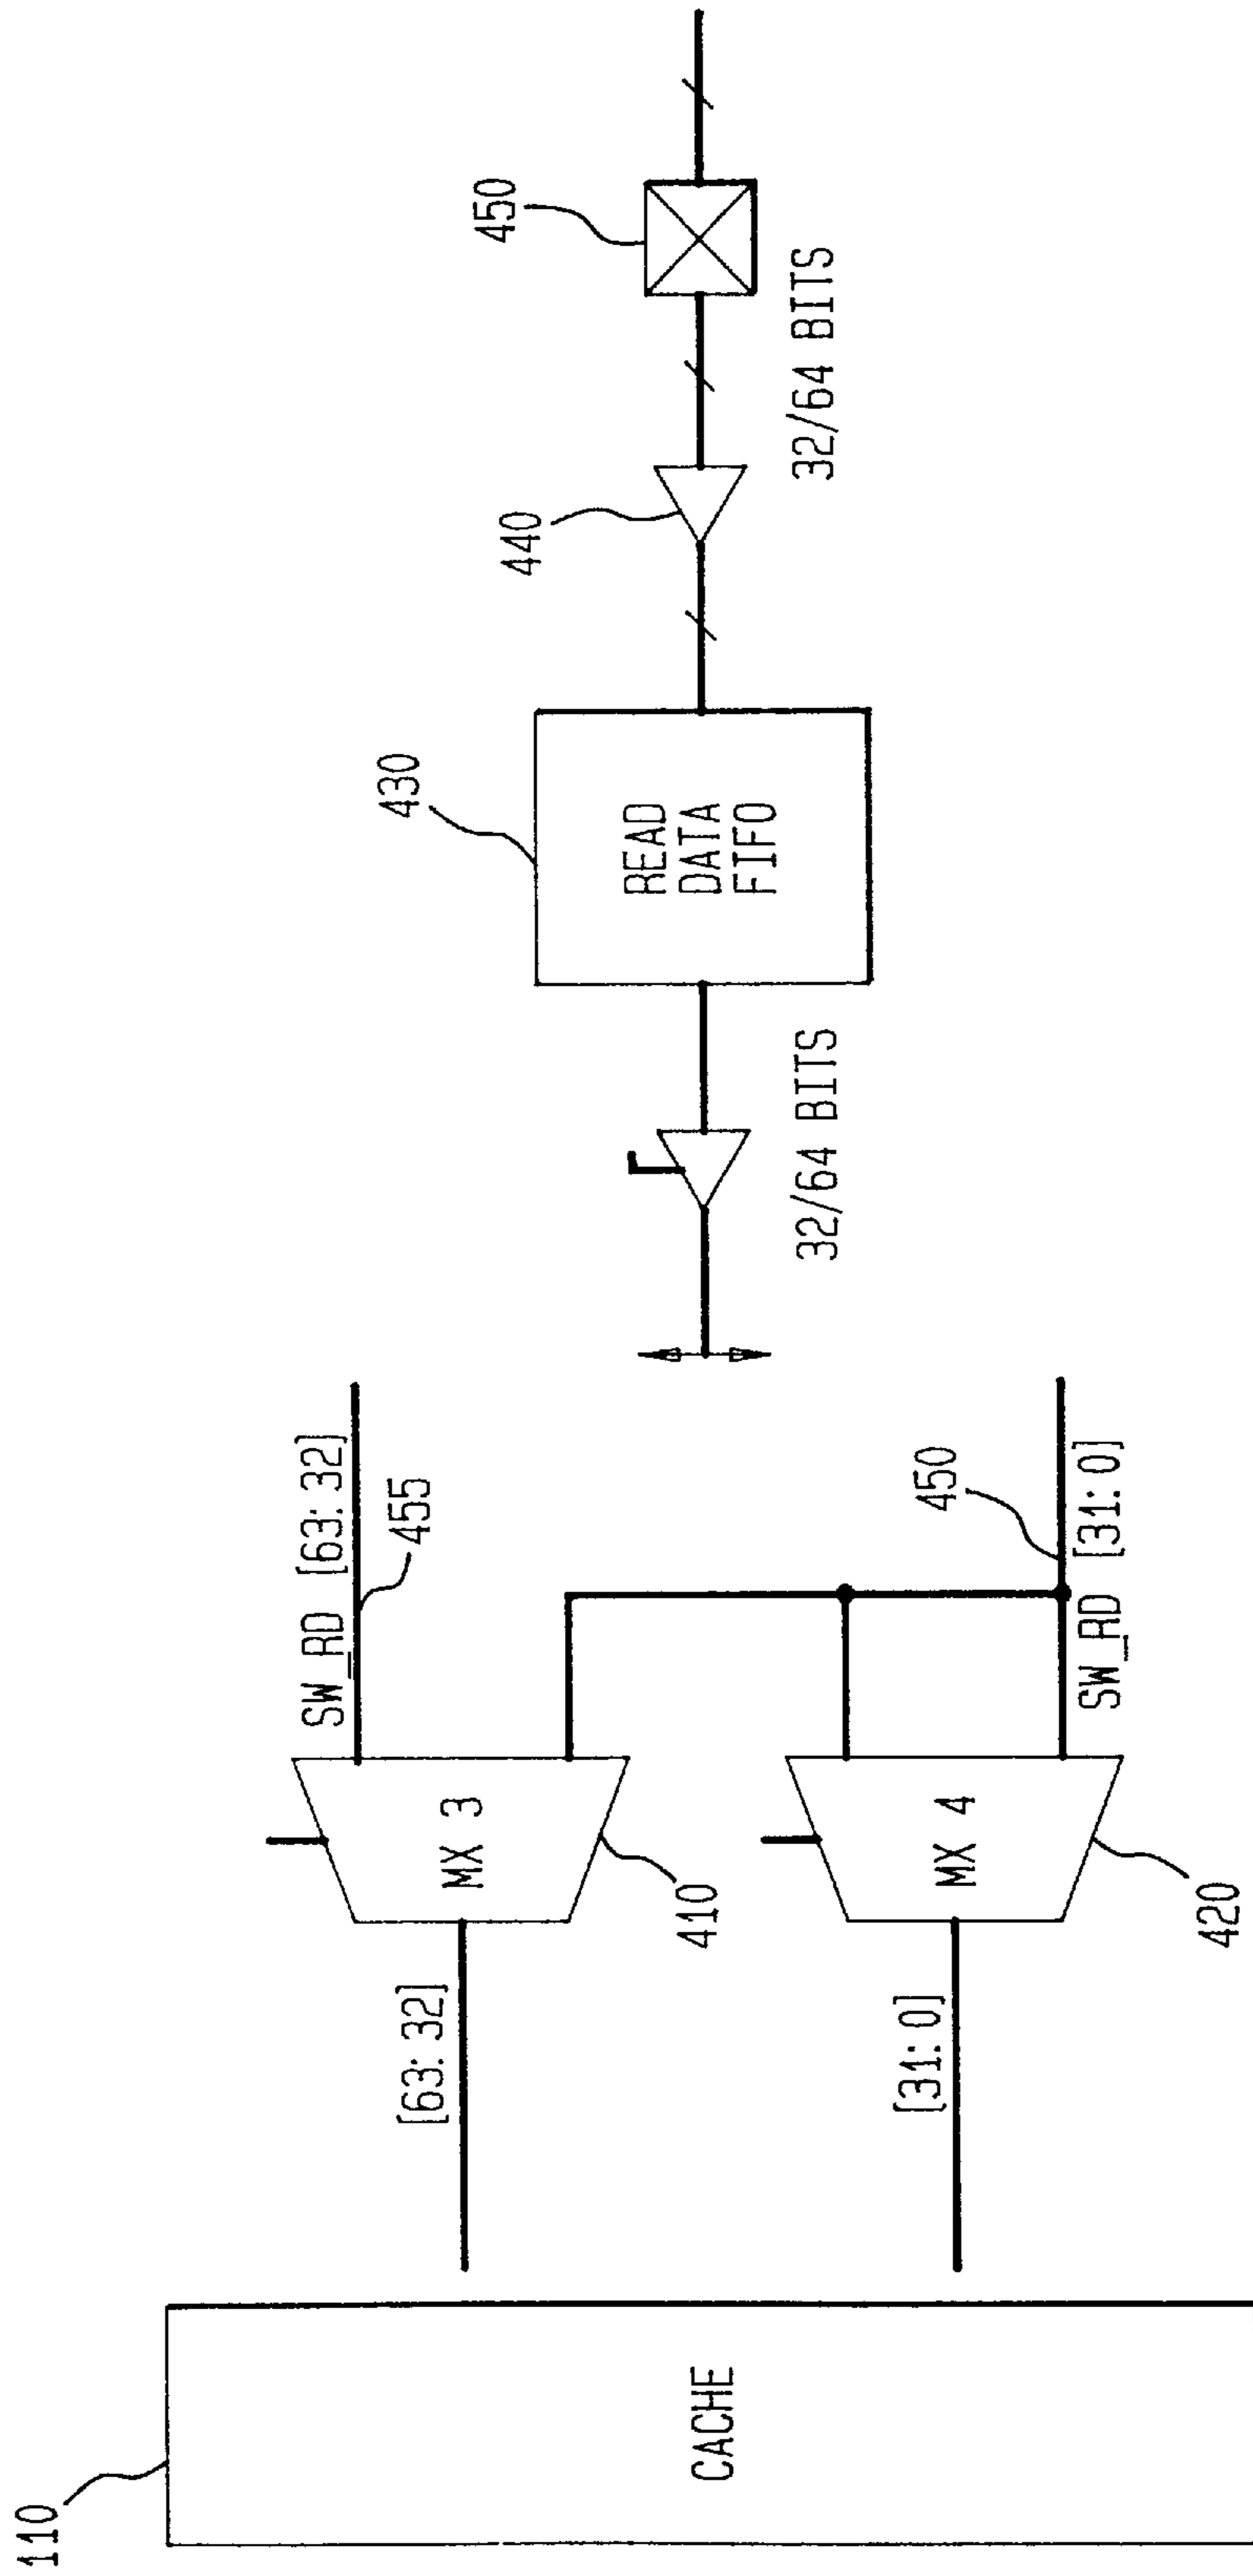 110
CACHE
[63:32]
[31:0]
MX 3
410
MX 4
420
SW_RD [63:32]
455
SW_RD [31:0]
450
32/64 BITS
READ
DATA
FIFO
430
440
32/64 BITS
450